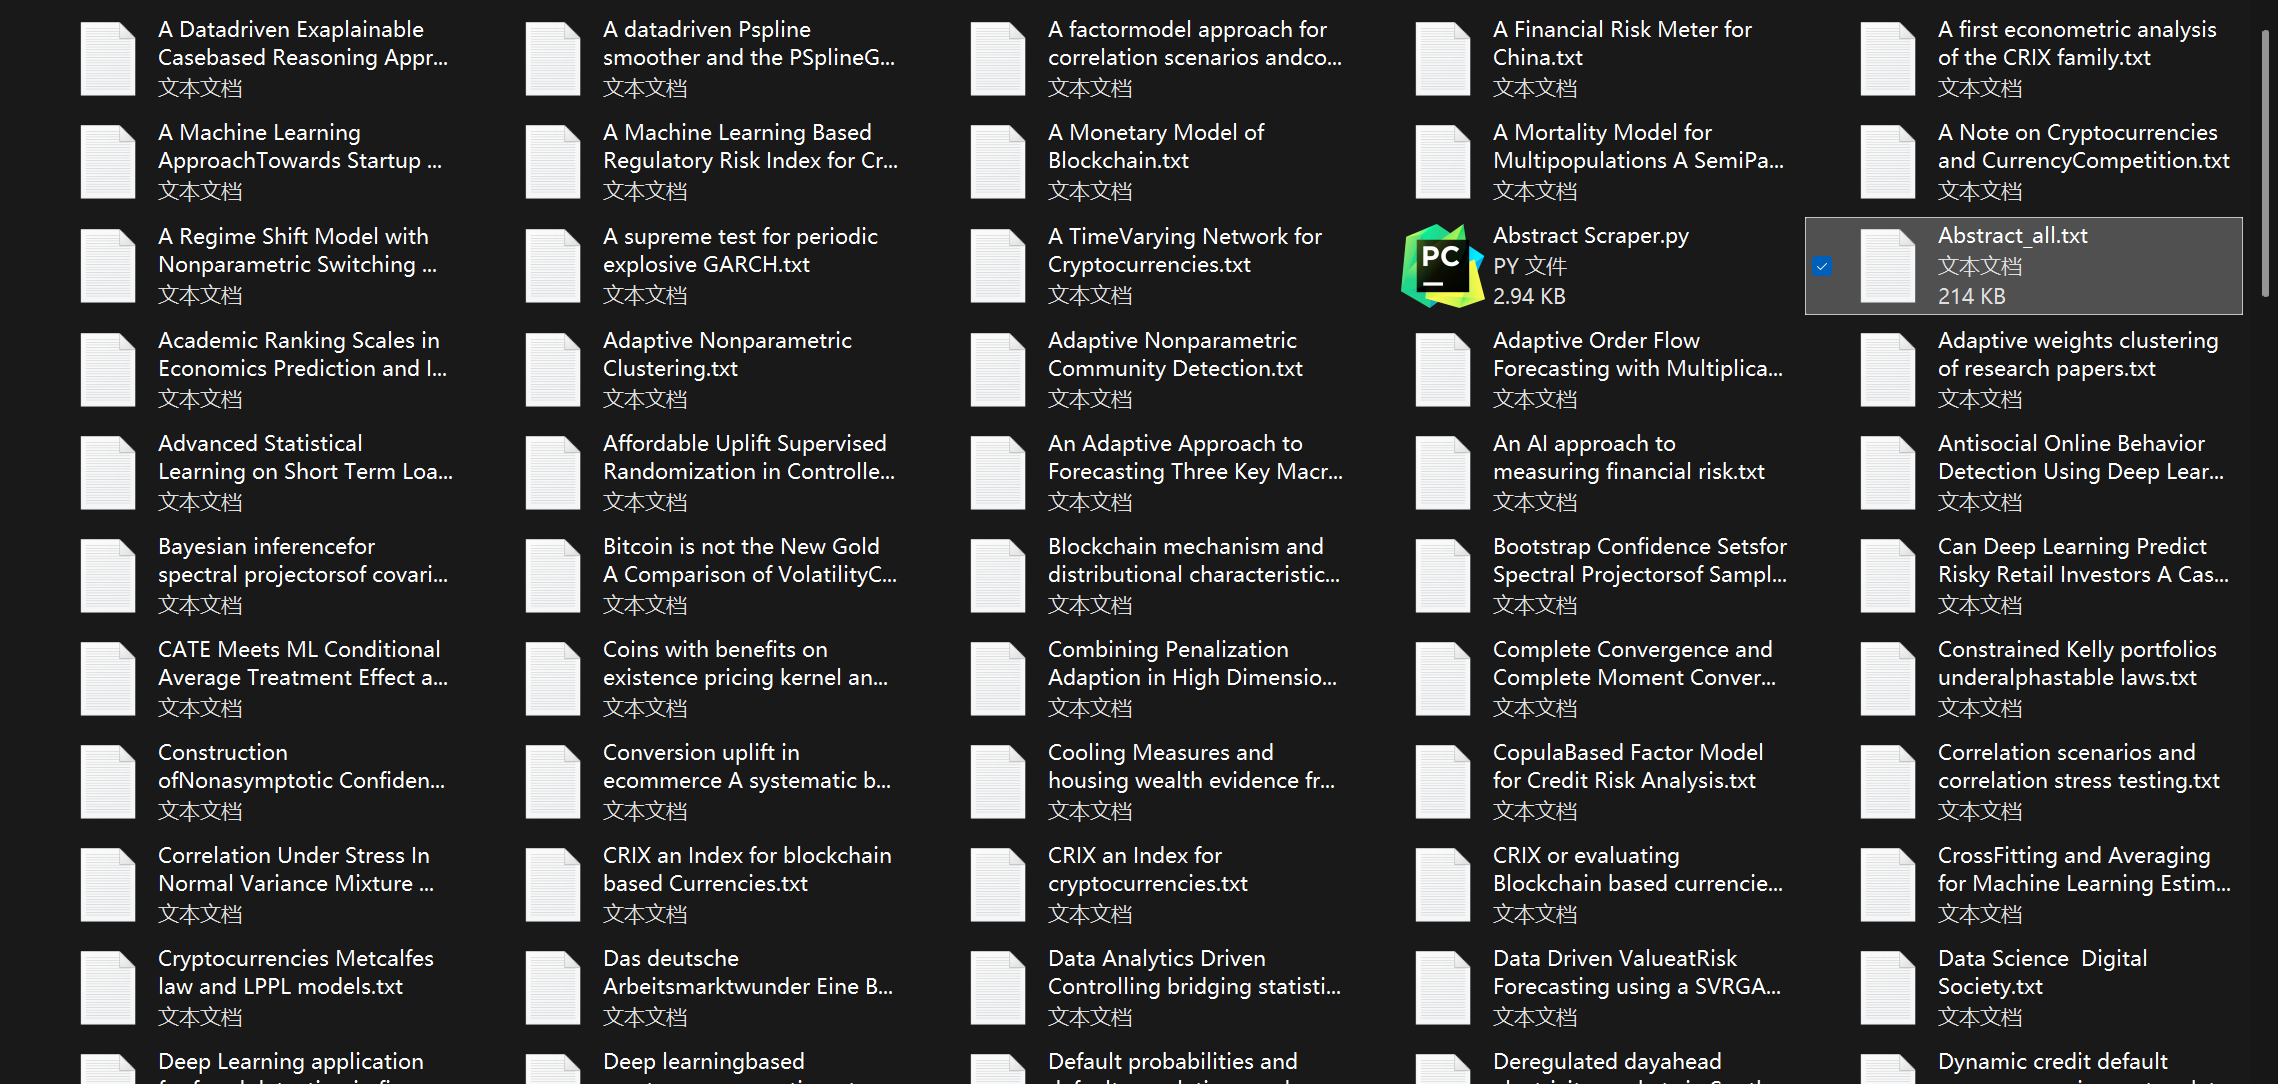 A Datadriven Exaplainable
Casebased Reasoning Appr...
文本文档
A datadriven Pspline
smoother and the PSplineG...
文本文档
A factormodel approach for
correlation scenarios andco...
文本文档
A Financial Risk Meter for
China.txt
文本文档
A first econometric analysis
of the CRIX family.txt
文本文档
A Machine Learning
ApproachTowards Startup ...
文本文档
A Machine Learning Based
Regulatory Risk Index for Cr...
文本文档
A Monetary Model of
Blockchain.txt
文本文档
A Mortality Model for
Multipopulations A SemiPa...
文本文档
A Note on Cryptocurrencies
and CurrencyCompetition.txt
文本文档
A Regime Shift Model with
Nonparametric Switching ...
文本文档
A supreme test for periodic
explosive GARCH.txt
文本文档
A TimeVarying Network for
Cryptocurrencies.txt
文本文档
PC
Abstract Scraper.py
PY 文件
2.94 KB
Abstract_all.txt
文本文档
214 KB
Academic Ranking Scales in
Economics Prediction and I...
文本文档
Adaptive Nonparametric
Clustering.txt
文本文档
Adaptive Nonparametric
Community Detection.txt
文本文档
Adaptive Order Flow
Forecasting with Multiplica...
文本文档
Adaptive weights clustering
of research papers.txt
文本文档
Advanced Statistical
Learning on Short Term Loa...
文本文档
Affordable Uplift Supervised
Randomization in Controlle...
文本文档
An Adaptive Approach to
Forecasting Three Key Macr...
文本文档
An AI approach to
measuring financial risk.txt
文本文档
Antisocial Online Behavior
Detection Using Deep Lear...
文本文档
Bayesian inferencefor
spectral projectorsof covari...
文本文档
Bitcoin is not the New Gold
A Comparison of VolatilityC...
文本文档
Blockchain mechanism and
distributional characteristic...
文本文档
Bootstrap Confidence Setsfor
Spectral Projectorsof Sampl...
文本文档
Can Deep Learning Predict
Risky Retail Investors A Cas...
文本文档
CATE Meets ML Conditional
Average Treatment Effect a...
文本文档
Coins with benefits on
existence pricing kernel an...
文本文档
Combining Penalization
Adaption in High Dimensio...
文本文档
Complete Convergence and
Complete Moment Conver...
文本文档
Constrained Kelly portfolios
underalphastable laws.txt
文本文档
Construction
ofNonasymptotic Confiden...
文本文档
Conversion uplift in
ecommerce A systematic b...
文本文档
Cooling Measures and
housing wealth evidence fr...
文本文档
CopulaBased Factor Model
for Credit Risk Analysis.txt
文本文档
Correlation scenarios and
correlation stress testing.txt
文本文档
Correlation Under Stress In
Normal Variance Mixture ...
文本文档
CRIX an Index for blockchain
based Currencies.txt
文本文档
CRIX an Index for
cryptocurrencies.txt
文本文档
CRIX or evaluating
Blockchain based currencie...
文本文档
CrossFitting and Averaging
for Machine Learning Estim...
文本文档
Cryptocurrencies Metcalfes
law and LPPL models.txt
文本文档
Das deutsche
Arbeitsmarktwunder Eine B...
文本文档
Data Analytics Driven
Controlling bridging statisti...
文本文档
Data Driven ValueatRisk
Forecasting using a SVRGA...
文本文档
Data Science  Digital
Society.txt
文本文档
Deep Learning application
Deep learningbased
Default probabilities and
Deregulated dayahead
Dynamic credit default